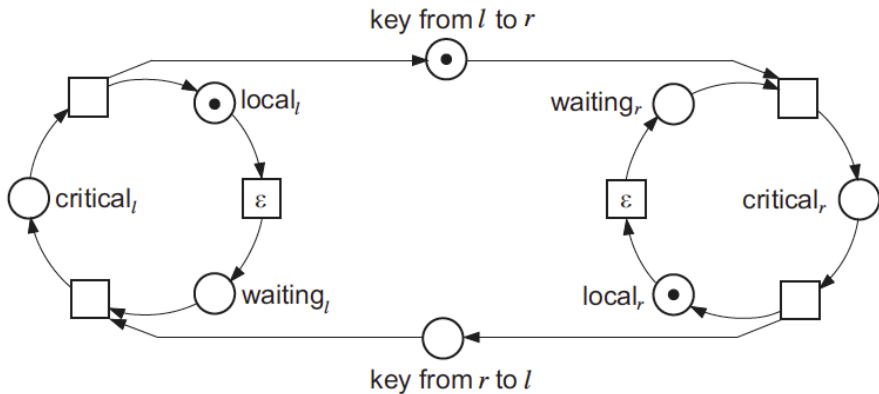 key from l to r
local_l
waiting_r
critical_l
ε
ε
critical_r
waiting_l
local_r
key from r to l